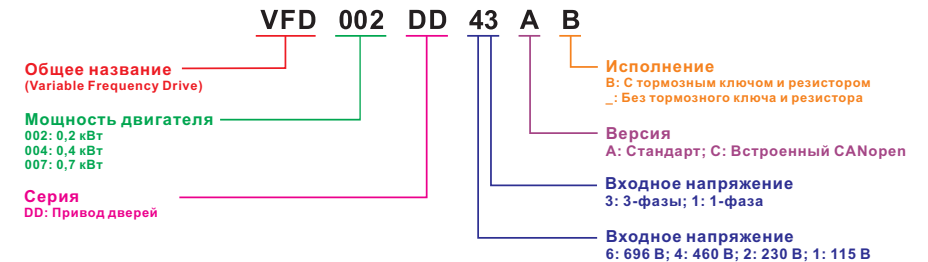 VFD 002 DD 43 A B
Общее название
(Variable Frequency Drive)
Мощность двигателя
002: 0,2 кВт
004: 0,4 кВт
007: 0,7 кВт
Серия
DD: Привод дверей
Исполнение
B: С тормозным ключом и резистором
_: Без тормозного ключа и резистора
Версия
A: Стандарт; C: Встроенный CANopen
Входное напряжение
3: 3-фазы; 1: 1-фаза
Входное напряжение
6: 696 В; 4: 460 В; 2: 230 В; 1: 115 В